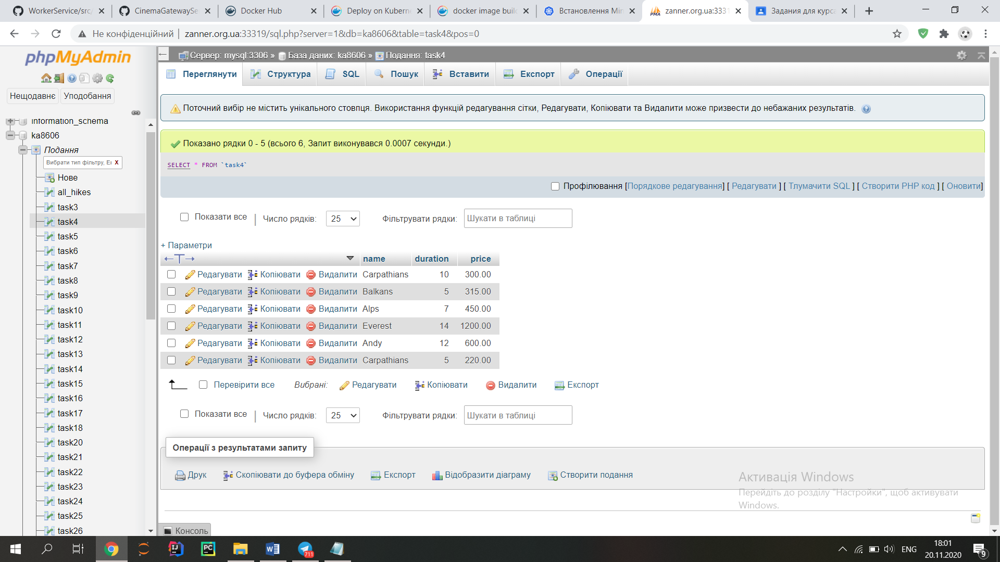 WorkerService/src/
CinemaGatewaySe
Docker Hub
Deploy on Kuberne
docker image build
Встановлення Min
zanner.org.ua:3331
Задания для курса
Не конфіденційний
zanner.org.ua:33319/sql.php?server=1&db=ka8606&table=task4&pos=0
phpMyAdmin
Нещодавнє Уподобання
information_schema
ka8606
Подання
Вибрати тип фільтру, Ег X
Нове
all_hikes
task3
task4
task5
task6
task7
task8
task9
task10
task11
task12
task13
task14
task15
task16
task17
task18
task20
task21
task22
task23
task24
task25
task26
Сервер: mysql:3306 » База даних: ka8606 » Подання: task4
Переглянути Структура SQL Пошук Вставити Експорт Операції
Поточний вибір не містить унікального стовпця. Використання функцій редагування сітки, Редагувати, Копіювати та Видалити може призвести до небажаних результатів.
Показано рядки 0 - 5 (всього 6, Запит виконувався 0.0007 секунди.)
SELECT * FROM `task4`
Профілювання [Порядкове редагування] [ Редагувати ] [ Тлумачити SQL ] [ Створити PHP код ] [ Оновити]
Показати все | Число рядків: 25 Фільтрувати рядки: Шукати в таблиці
+ Параметри
←T→ name duration price
Редагувати Копіювати Видалити Carpathians 10 300.00
Редагувати Копіювати Видалити Balkans 5 315.00
Редагувати Копіювати Видалити Alps 7 450.00
Редагувати Копіювати Видалити Everest 14 1200.00
Редагувати Копіювати Видалити Andy 12 600.00
Редагувати Копіювати Видалити Carpathians 5 220.00
Перевірити все Вибрані: Редагувати Копіювати Видалити Експорт
Показати все | Число рядків: 25 Фільтрувати рядки: Шукати в таблиці
Операції з результатами запиту
Друк Скопіювати до буфера обміну Експорт Відобразити діаграму Створити подання
Активація Windows
Перейдіть до розділу "Настройки", щоб активувати
Windows.
Консоль
711
ENG
18:01
20.11.2020
9